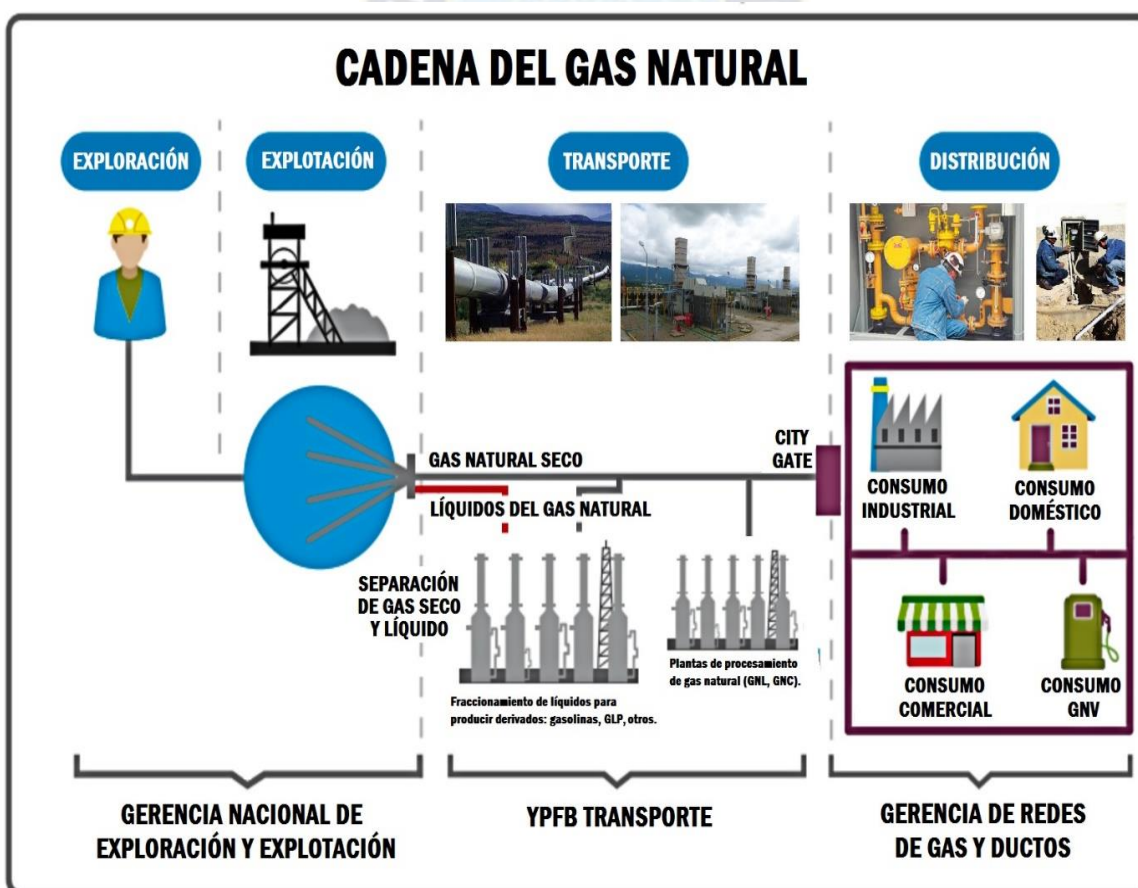 CADENA DEL GAS NATURAL
EXPLORACIÓN
EXPLOTACIÓN
TRANSPORTE
DISTRIBUCIÓN
GAS NATURAL SECO
LÍQUIDOS DEL GAS NATURAL
CITY
GATE
SEPARACIÓN
DE GAS SECO
Y LÍQUIDO
Fraccionamiento de líquidos para
producir derivados: gasolinas, GLP, otros.
Plantas de procesamiento
de gas natural (GNL, GNC).
CONSUMO
INDUSTRIAL
CONSUMO
DOMÉSTICO
CONSUMO
COMERCIAL
CONSUMO
GNV
GERENCIA NACIONAL DE
EXPLORACIÓN Y EXPLOTACIÓN
YPFB TRANSPORTE
GERENCIA DE REDES
DE GAS Y DUCTOS